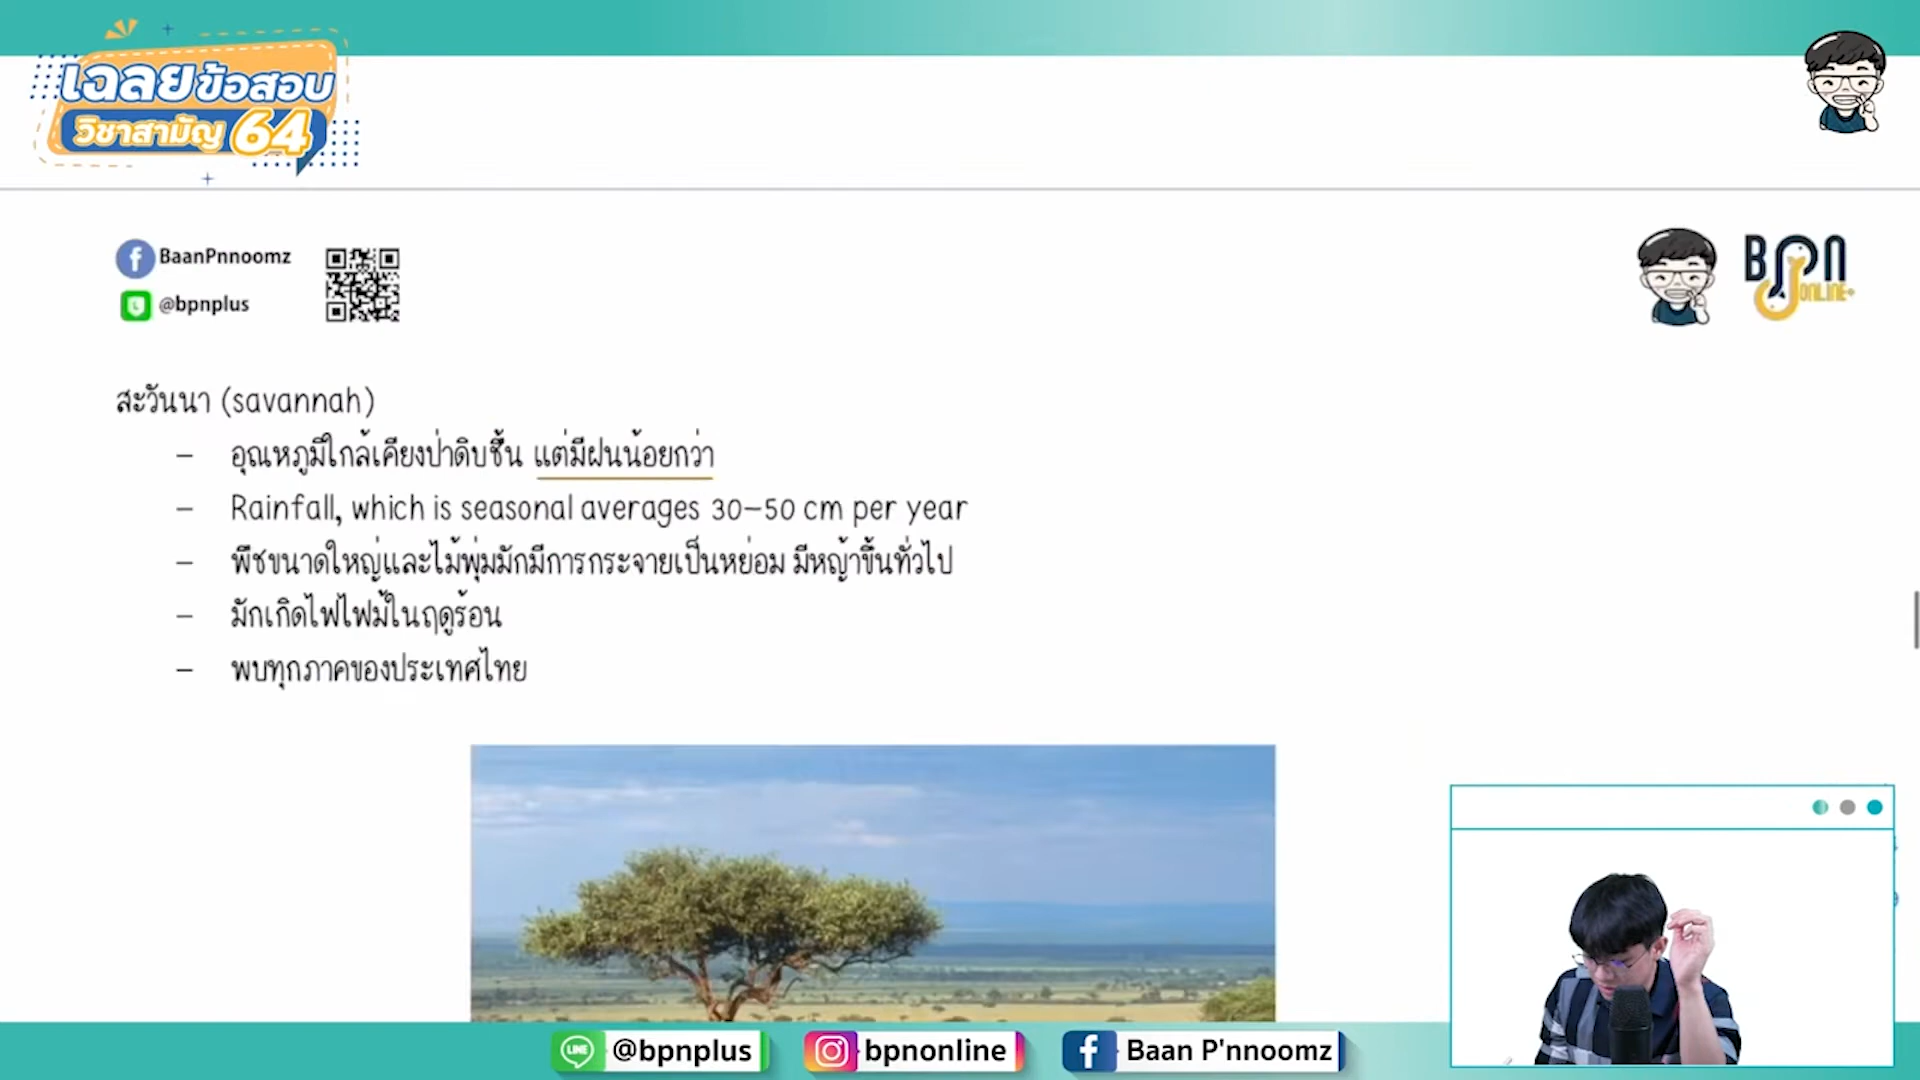 เฉลยข้อสอบ
วิชาสามัญ 64
BaanPnnoomz
@bpnplus
BPN
ONLINE+
สะวันนา (savannah)
– อุณหภูมิใกล้เคียงป่าดิบชื้น แต่มีฝนน้อยกว่า
– Rainfall, which is seasonal averages 30–50 cm per year
– พืชขนาดใหญ่และไม้พุ่มมักมีการกระจายเป็นหย่อม มีหญ้าขึ้นทั่วไป
– มักเกิดไฟไฟม้ในฤดูร้อน
– พบทุกภาคของประเทศไทย
LINE @bpnplus bpnonline Baan P'nnoomz